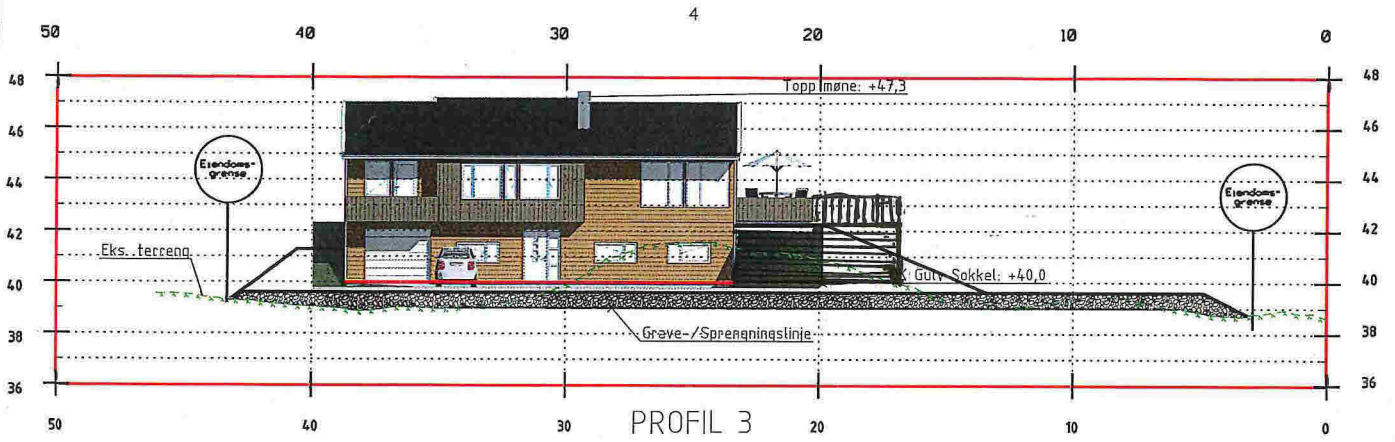 4
50 40 30 20 10 0
48 48
Topp møne: +47,3
46 46
Eiendoms-
grense
44 44
Eiendoms-
grense
42 42
Eks. terreng
K Gulv Sokkel: +40,0
40 40
38 38
Grave-/Sprengningslinje
36 36
50 40 30 PROFIL 3 20 10 0